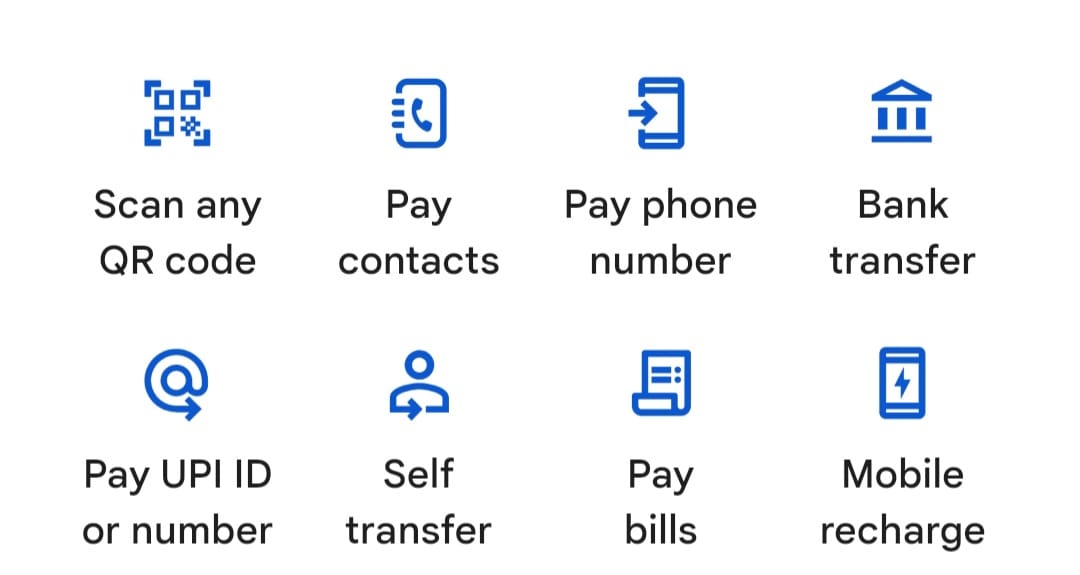 Scan any
QR code
Pay
contacts
Pay phone
number
Bank
transfer
Pay UPI ID
or number
Self
transfer
Pay
bills
Mobile
recharge